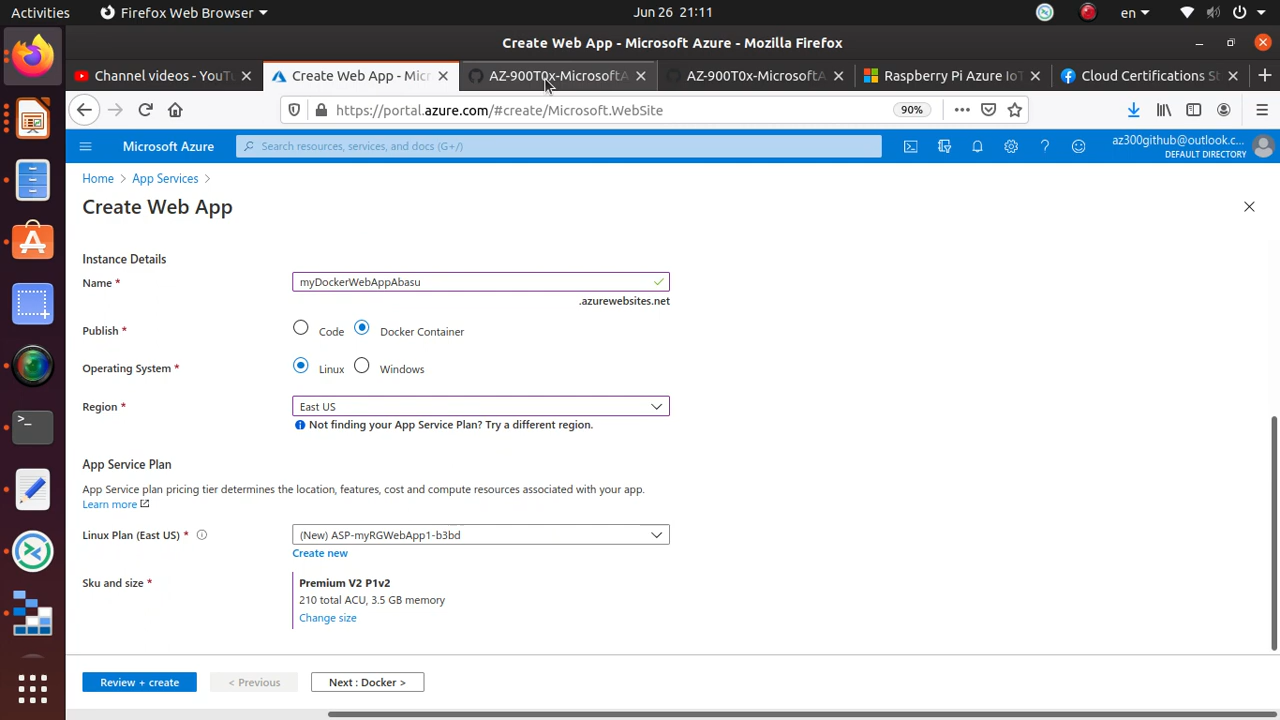 Activities
Firefox Web Browser
Jun 26 21:11
en
Create Web App - Microsoft Azure - Mozilla Firefox
Channel videos - YouTu
Create Web App - Mic
AZ-900T0x-MicrosoftA
AZ-900T0x-MicrosoftA
Raspberry Pi Azure IoT
Cloud Certifications St
https://portal.azure.com/#create/Microsoft.WebSite
90%
Microsoft Azure
Search resources, services, and docs (G+/)
az300github@outlook.c...
DEFAULT DIRECTORY
Home > App Services >
Create Web App
Instance Details
Name *
myDockerWebAppAbasu
.azurewebsites.net
Publish *
Code
Docker Container
Operating System *
Linux
Windows
Region *
East US
Not finding your App Service Plan? Try a different region.
App Service Plan
App Service plan pricing tier determines the location, features, cost and compute resources associated with your app.
Learn more
Linux Plan (East US) *
(New) ASP-myRGWebApp1-b3bd
Create new
Sku and size *
Premium V2 P1v2
210 total ACU, 3.5 GB memory
Change size
Review + create
< Previous
Next : Docker >